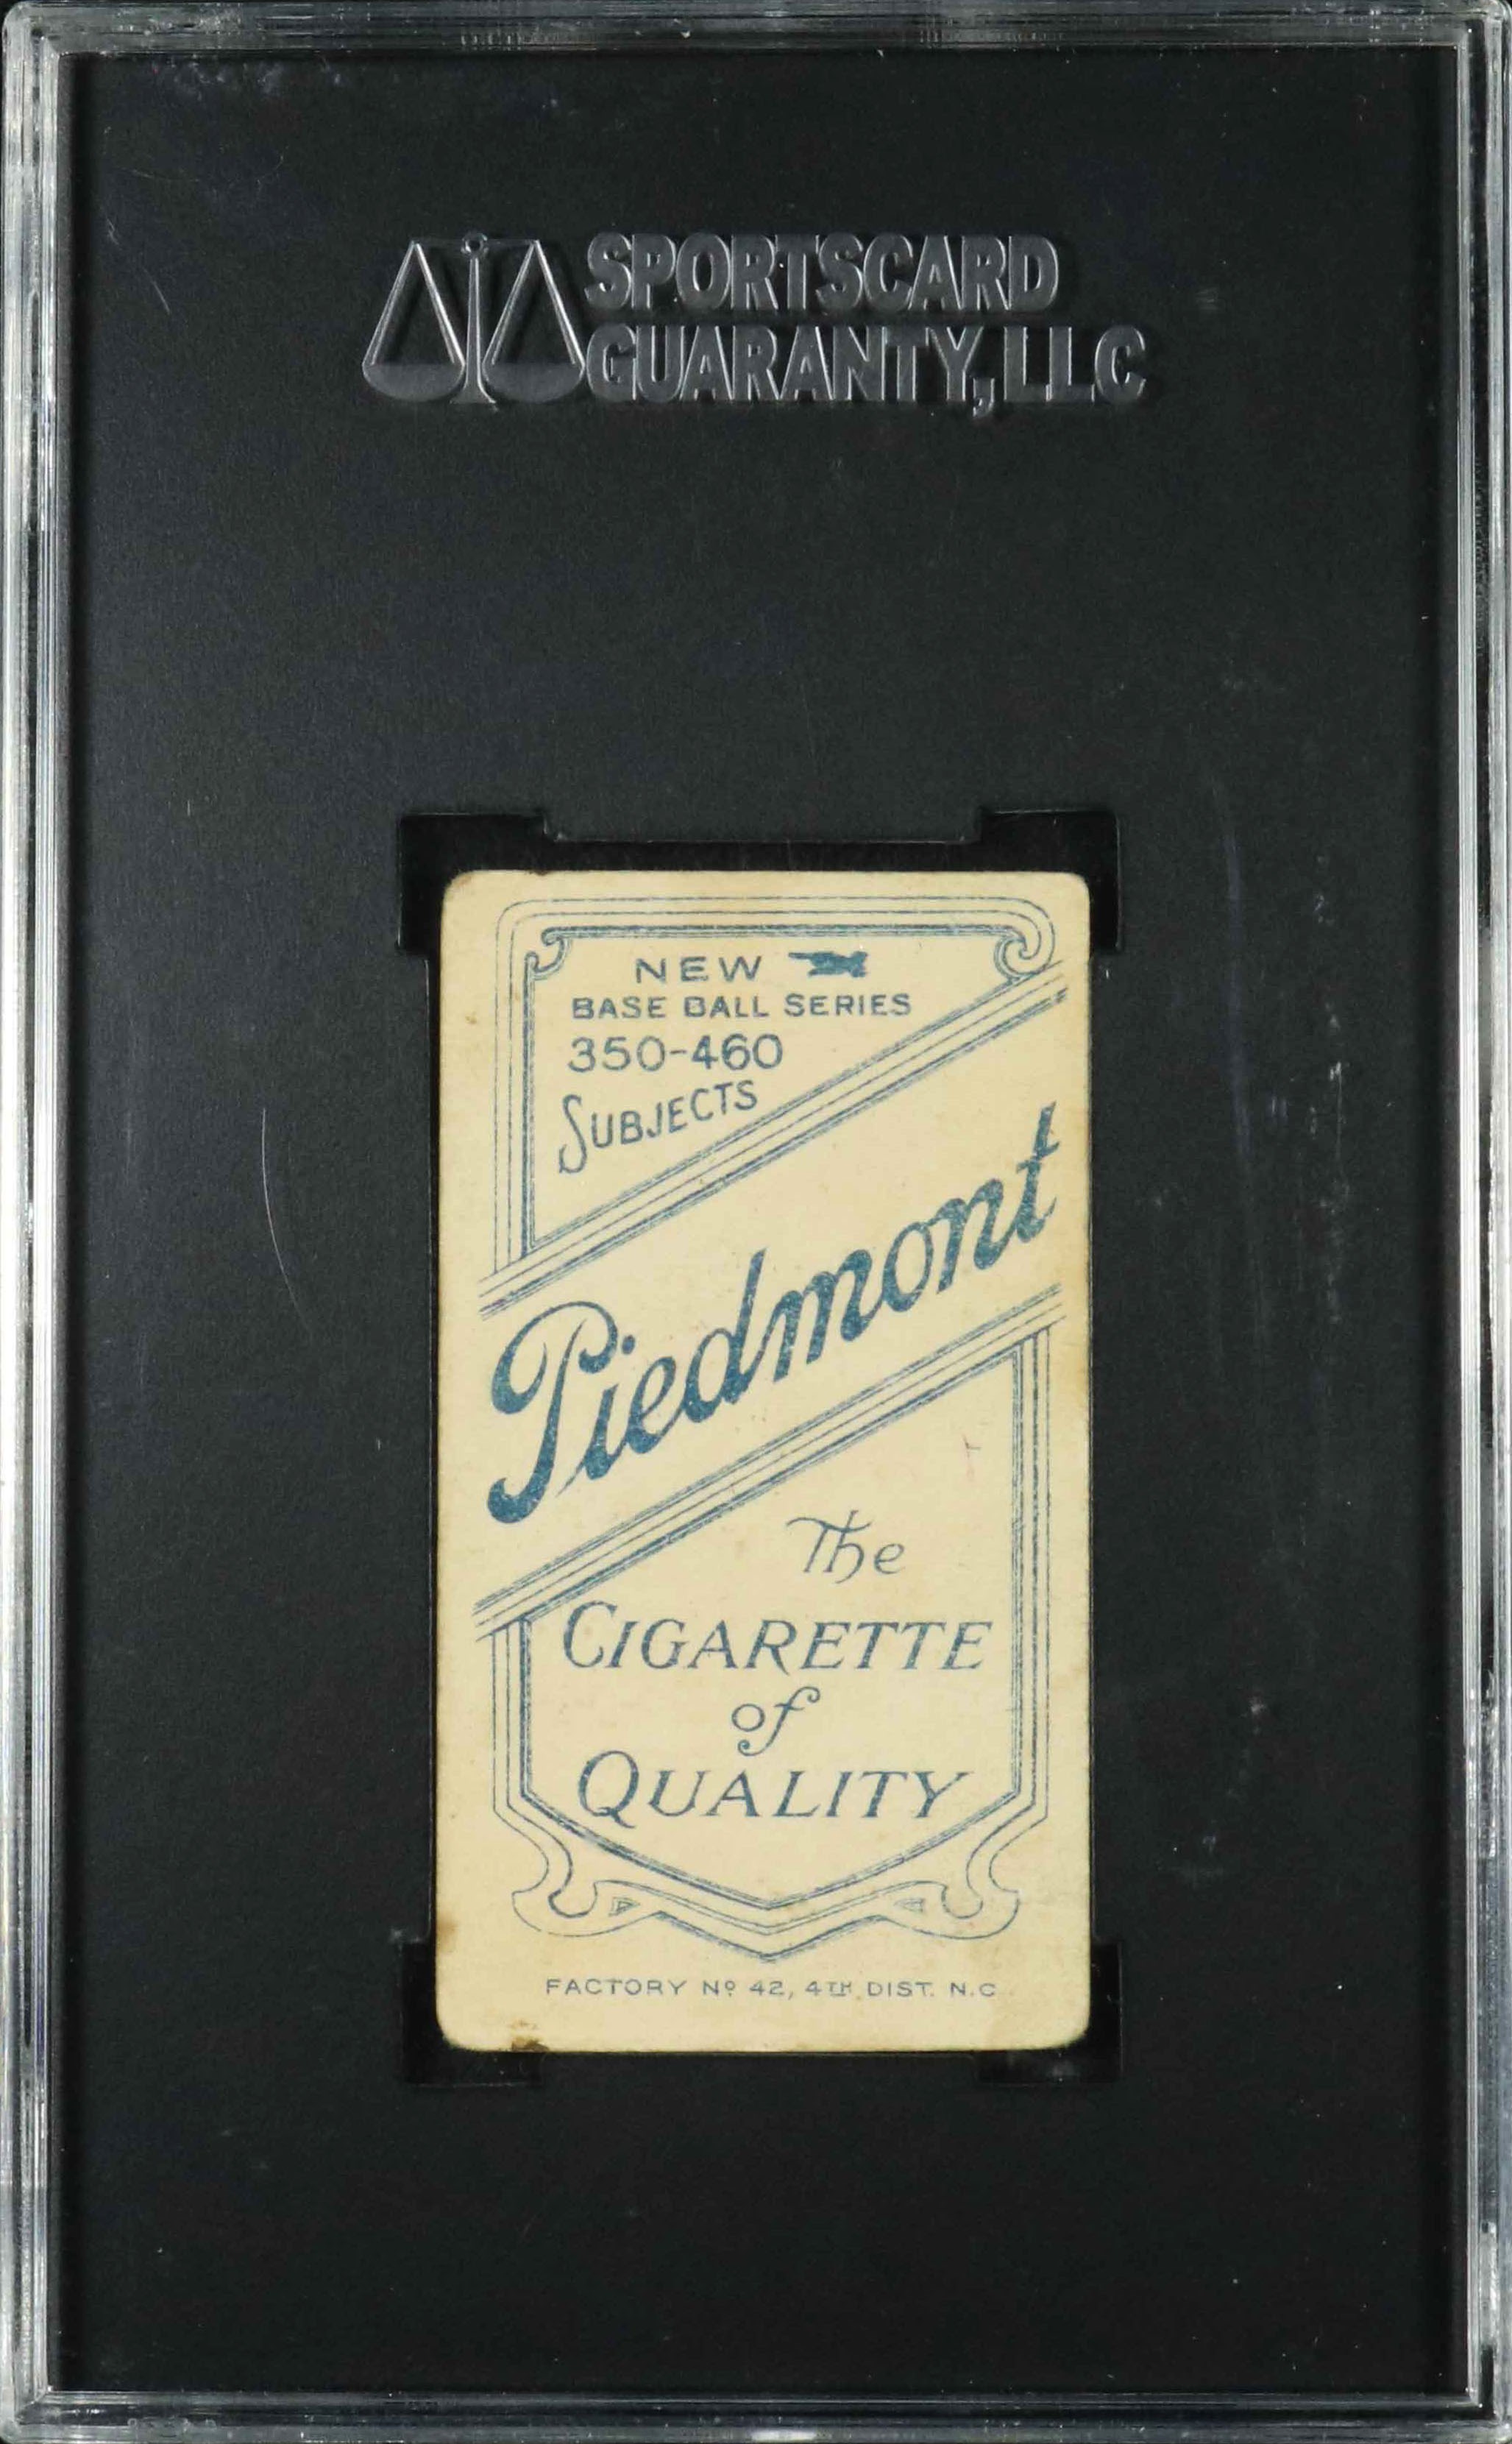 SPORTSCARD
GUARANTY, LLC
NEW
BASE BALL SERIES
350-460
SUBJECTS
Piedmont
The
CIGARETTE
of
QUALITY
FACTORY Nº 42, 4TH DIST. N.C